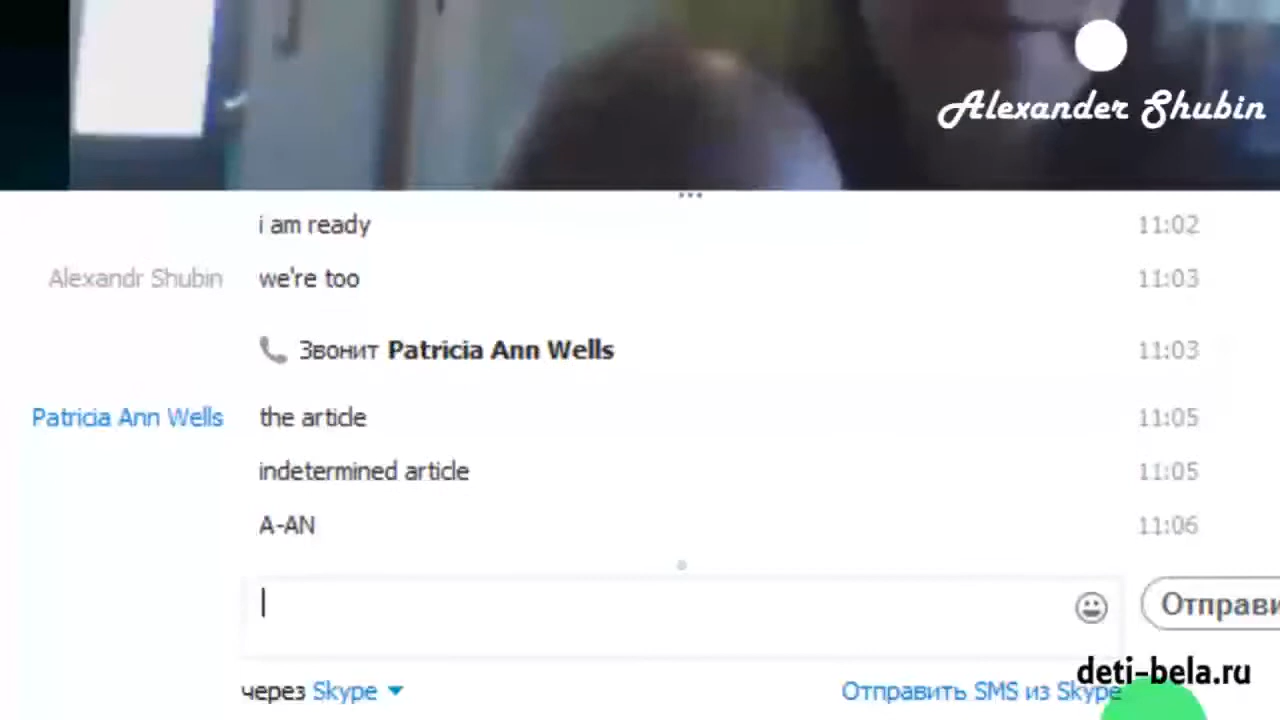 Alexander Shubin
i am ready 11:02
Alexandr Shubin we're too 11:03
Звонит Patricia Ann Wells 11:03
Patricia Ann Wells the article 11:05
indetermined article 11:05
A-AN 11:06
Отправи
deti-bela.ru
через Skype Отправить SMS из Skype